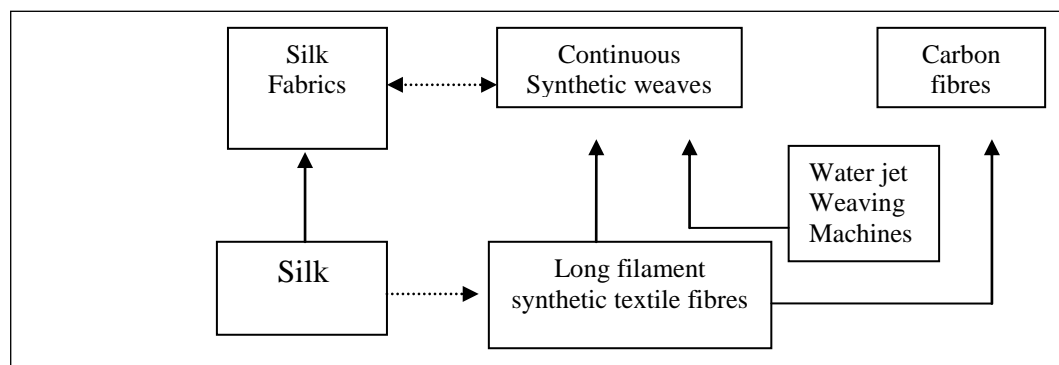 Silk
Fabrics
Continuous
Synthetic weaves
Carbon
fibres
Water jet
Weaving
Machines
Silk
Long filament
synthetic textile fibres